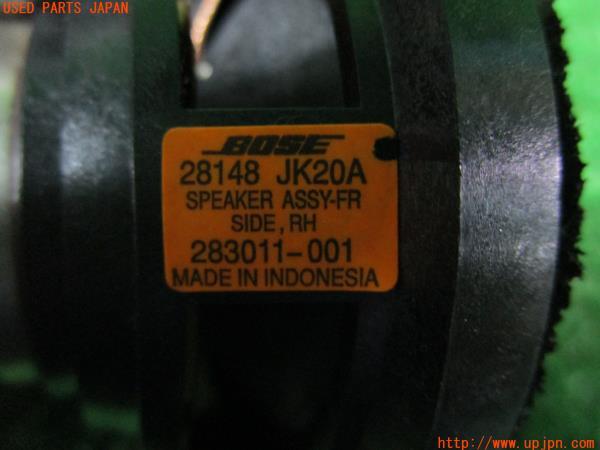 USED PARTS JAPAN
BOSE
28148 JK20A
SPEAKER ASSY-FR
SIDE, RH
283011-001
MADE IN INDONESIA
http://www.upjpn.com